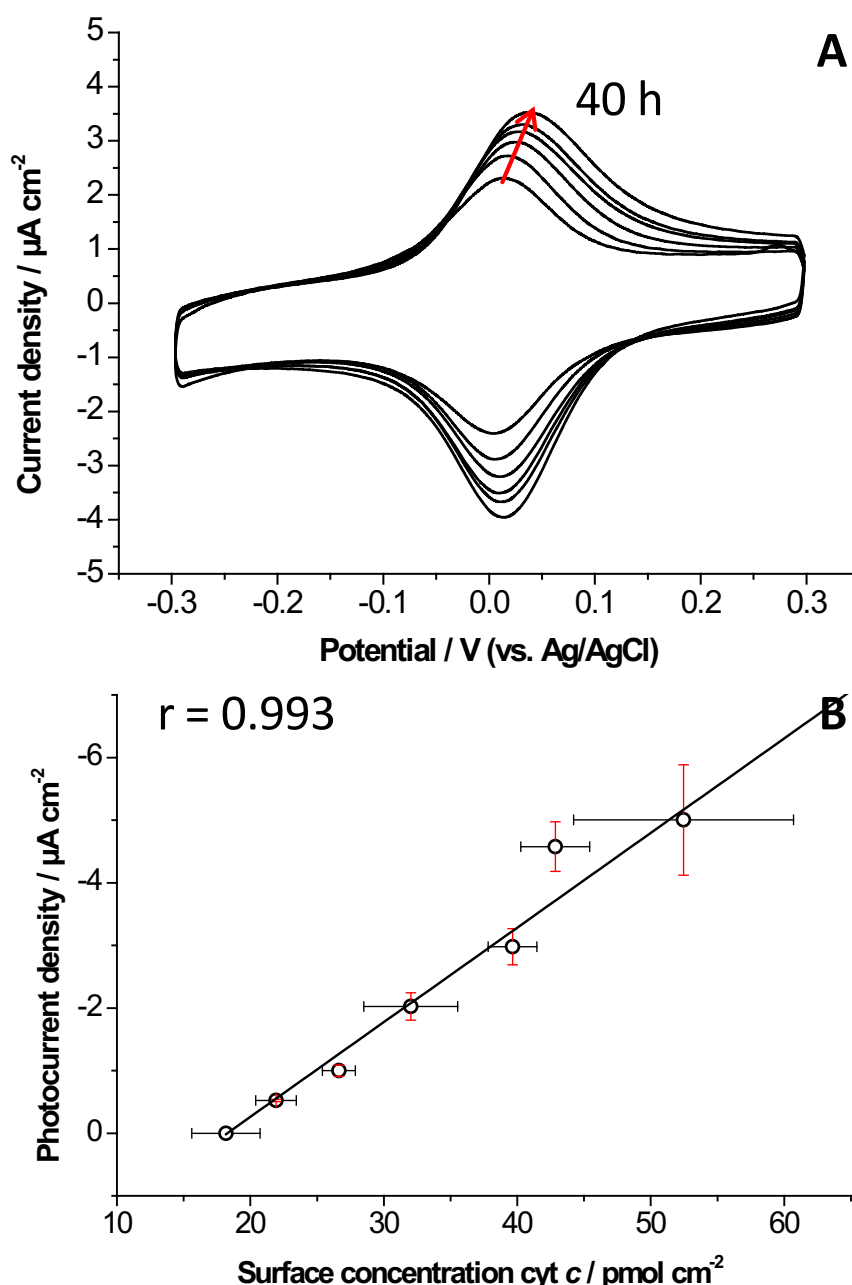 A
40 h
5
4
3
2
1
0
-1
-2
-3
-4
-5
Current density / µA cm-2
-0.3 -0.2 -0.1 0.0 0.1 0.2 0.3
Potential / V (vs. Ag/AgCl)
r = 0.993
B
-6
-4
-2
0
Photocurrent density / µA cm-2
10 20 30 40 50 60
Surface concentration cyt c / pmol cm-2